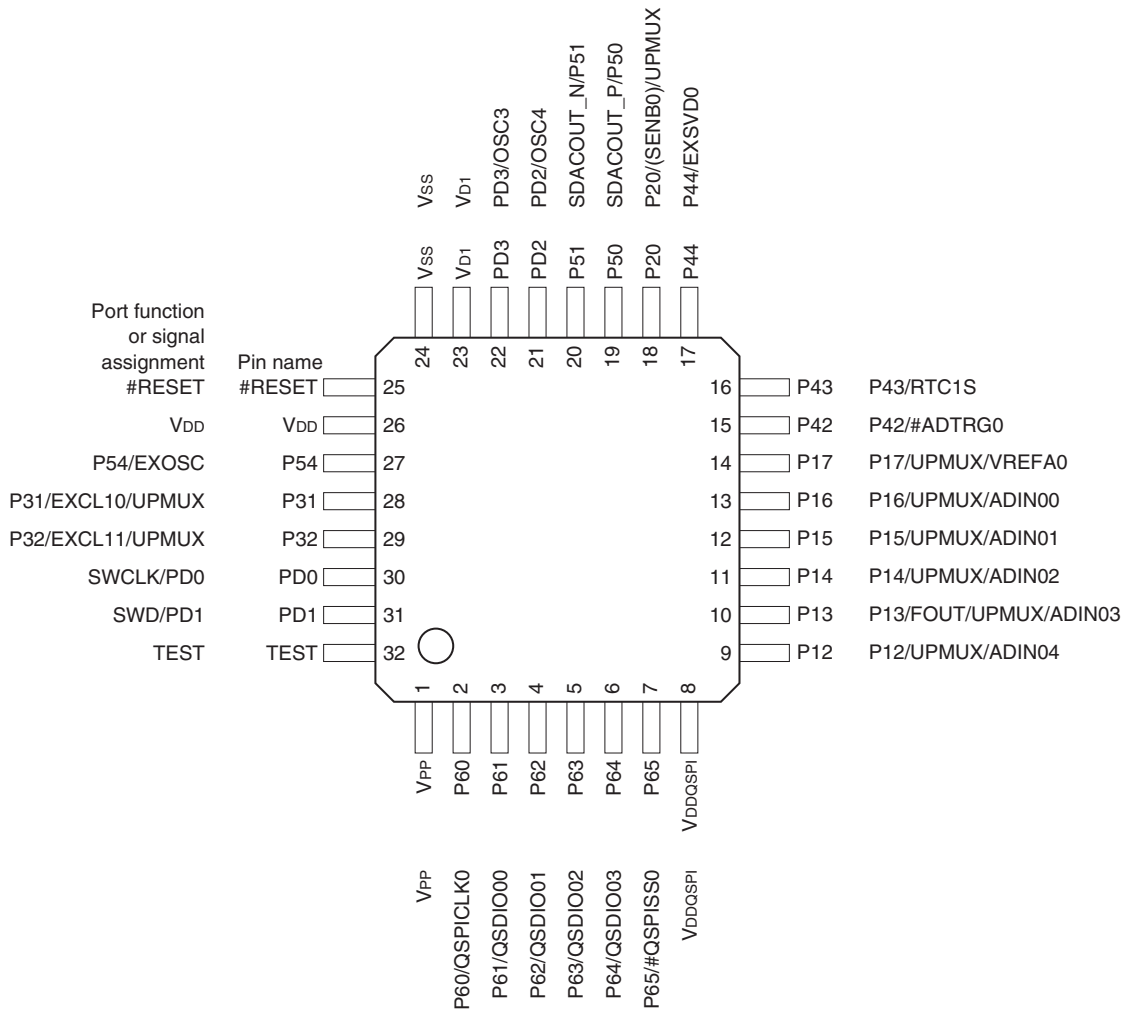 VSS
VD1
PD3/OSC3
PD2/OSC4
SDACOUT_N/P51
SDACOUT_P/P50
P20/(SENB0)/UPMUX
P44/EXSVD0
VSS
VD1
PD3
PD2
P51
P50
P20
P44
24
23
22
21
20
19
18
17
Port function
or signal
assignment
Pin name
#RESET #RESET 25
VDD VDD 26
P54/EXOSC P54 27
P31/EXCL10/UPMUX P31 28
P32/EXCL11/UPMUX P32 29
SWCLK/PD0 PD0 30
SWD/PD1 PD1 31
TEST TEST 32
16 P43 P43/RTC1S
15 P42 P42/#ADTRG0
14 P17 P17/UPMUX/VREFA0
13 P16 P16/UPMUX/ADIN00
12 P15 P15/UPMUX/ADIN01
11 P14 P14/UPMUX/ADIN02
10 P13 P13/FOUT/UPMUX/ADIN03
9 P12 P12/UPMUX/ADIN04
1
2
3
4
5
6
7
8
VPP
P60
P61
P62
P63
P64
P65
VDDQSPI
VPP
P60/QSPICLK0
P61/QSDIO00
P62/QSDIO01
P63/QSDIO02
P64/QSDIO03
P65/#QSPISS0
VDDQSPI